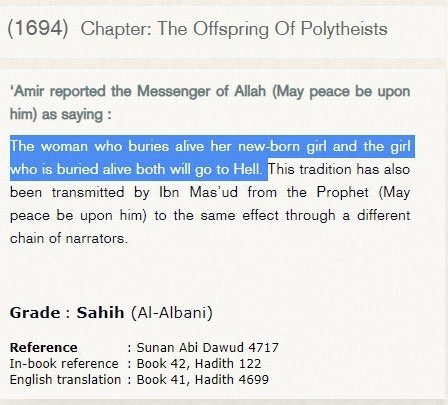 (1694) Chapter: The Offspring Of Polytheists
‘Amir reported the Messenger of Allah (May peace be upon
him) as saying :
The woman who buries alive her new-born girl and the girl
who is buried alive both will go to Hell. This tradition has also
been transmitted by Ibn Mas’ud from the Prophet (May
peace be upon him) to the same effect through a different
chain of narrators.
Grade : Sahih (Al-Albani)
Reference : Sunan Abi Dawud 4717
In-book reference : Book 42, Hadith 122
English translation : Book 41, Hadith 4699